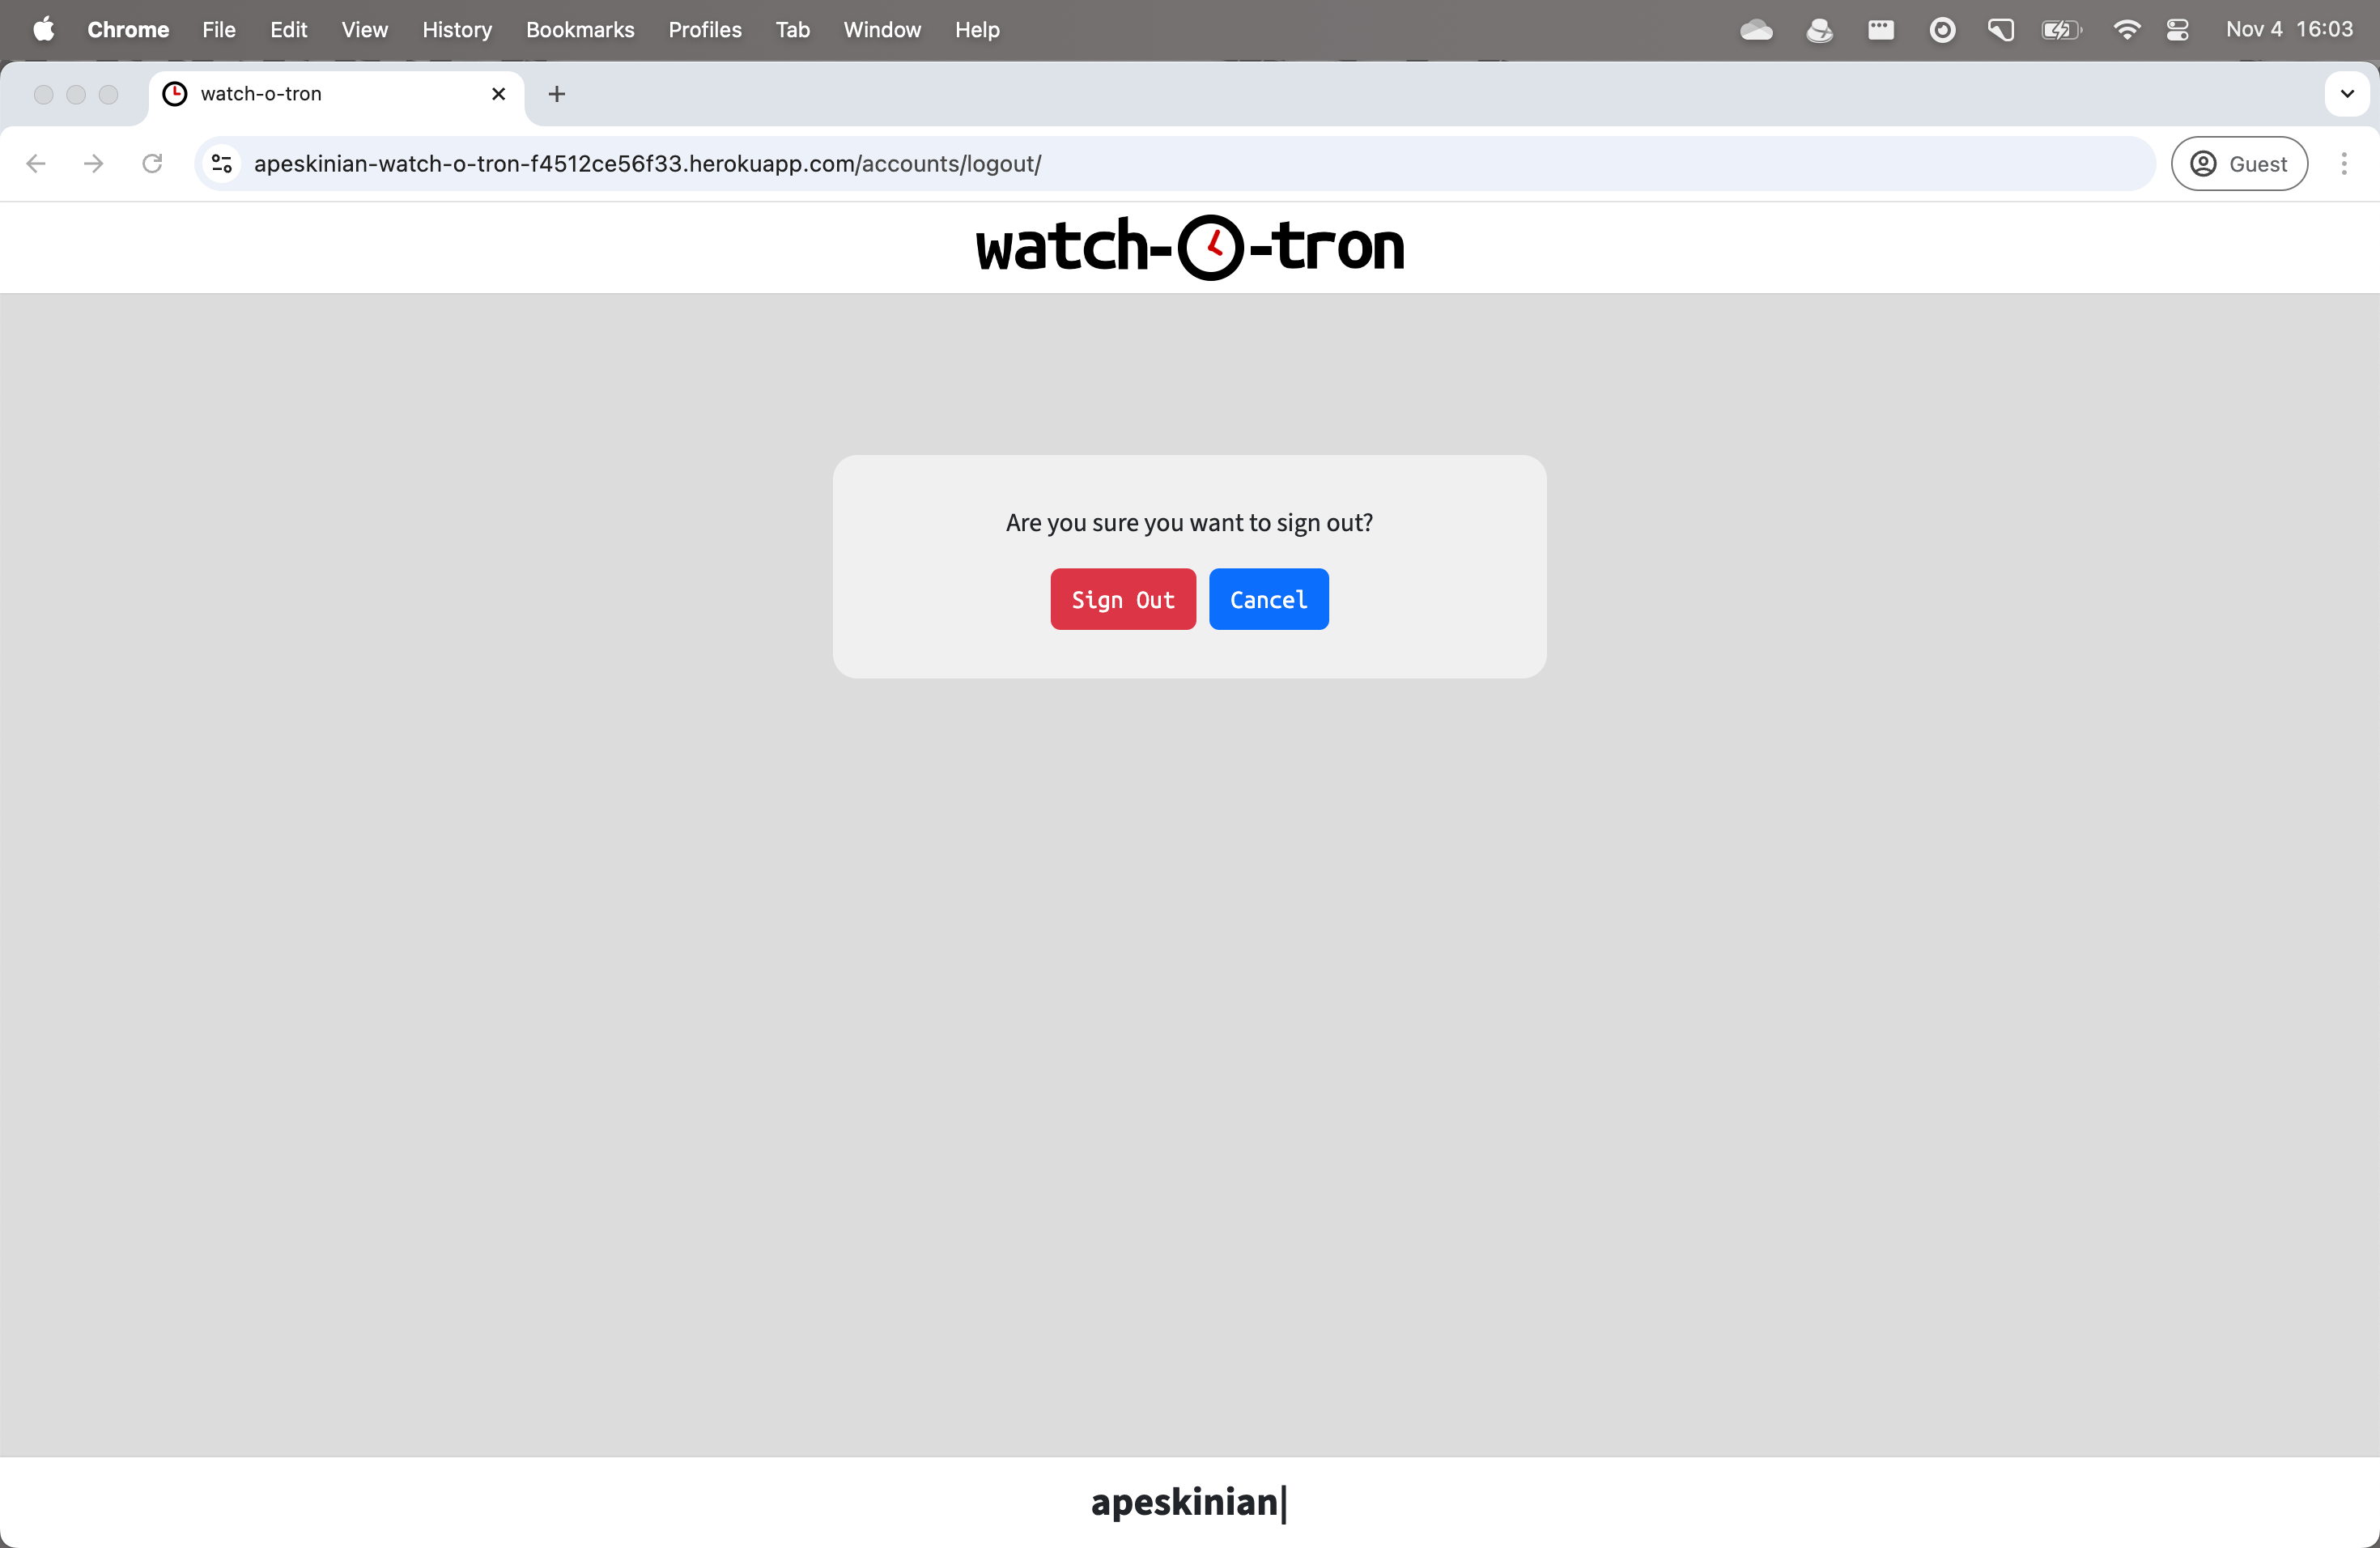 Chrome File Edit View History Bookmarks Profiles Tab Window Help Nov 4 16:03
watch-o-tron
apeskinian-watch-o-tron-f4512ce56f33.herokuapp.com/accounts/logout/ Guest
watch-o-tron
Are you sure you want to sign out?
Sign Out Cancel
apeskinian|